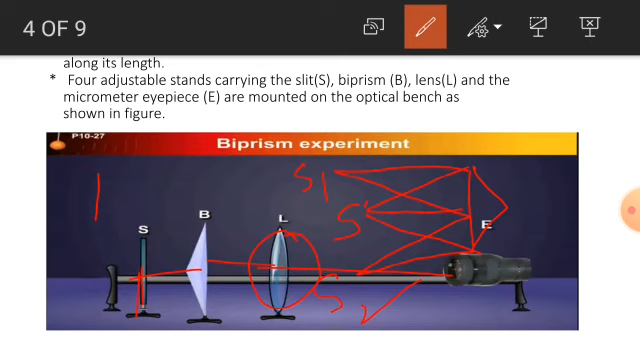 4 OF 9
along its length.
* Four adjustable stands carrying the slit(S), biprism (B), lens(L) and the
micrometer eyepiece (E) are mounted on the optical bench as
shown in figure.
P10-27
Biprism experiment
S1
S
B
L
S
E
S2